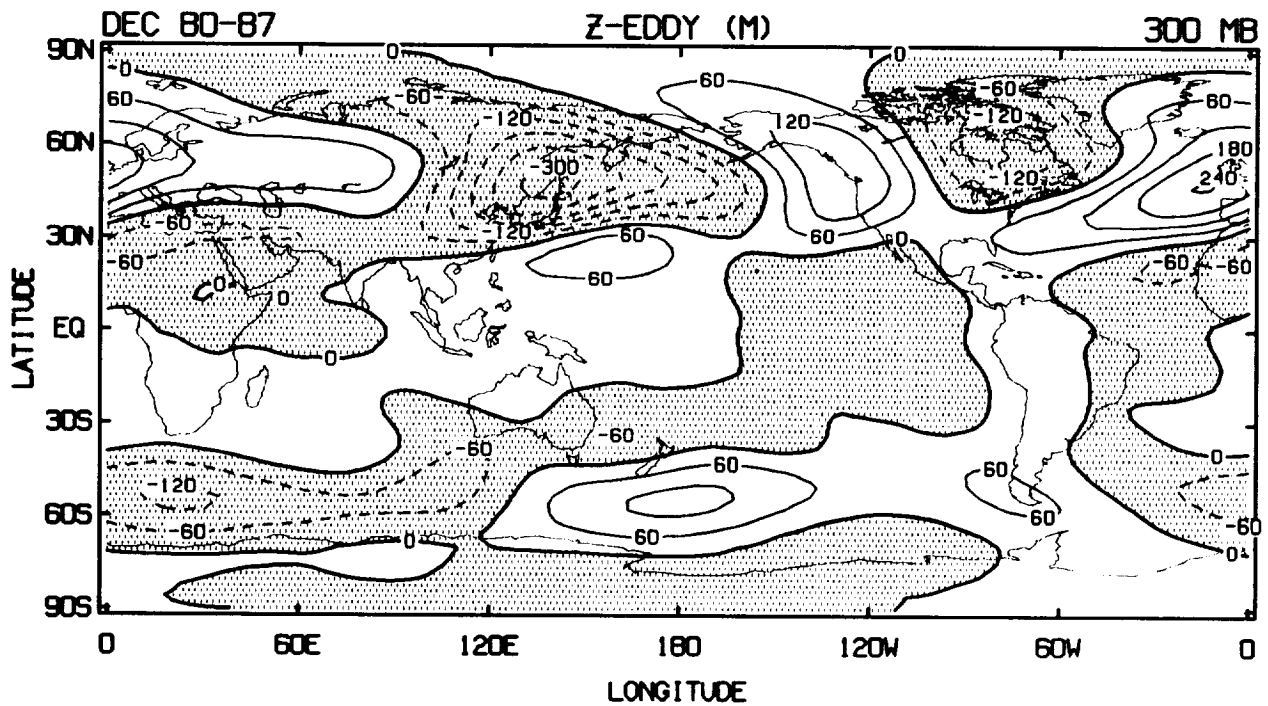 DEC 80-87 Z-EDDY (M) 300 MB
0 0
90N
-0 60 -60 -60 60
60 -120 120 -120
60N
180
-300 -120 240
30N
-60 -120 60 60 0
-60 60 -60 -60
0 0
EQ
0
30S
-60 -60
60 60 0
-120
60S
-60 60 60 -60
0 0
90S
0 60E 120E 180 120W 60W 0
LATITUDE
LONGITUDE